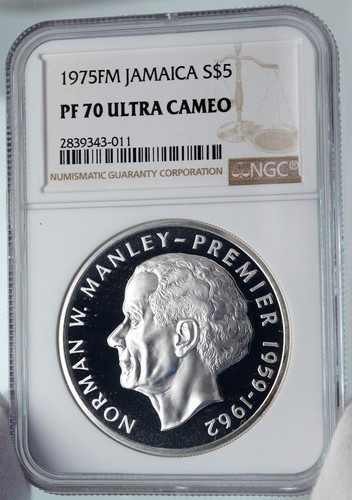 1975FM JAMAICA S$5
PF 70 ULTRA CAMEO
2839343-011
NUMISMATIC GUARANTY CORPORATION
NGC
NORMAN W. MANLEY-PREMIER 1959-1962